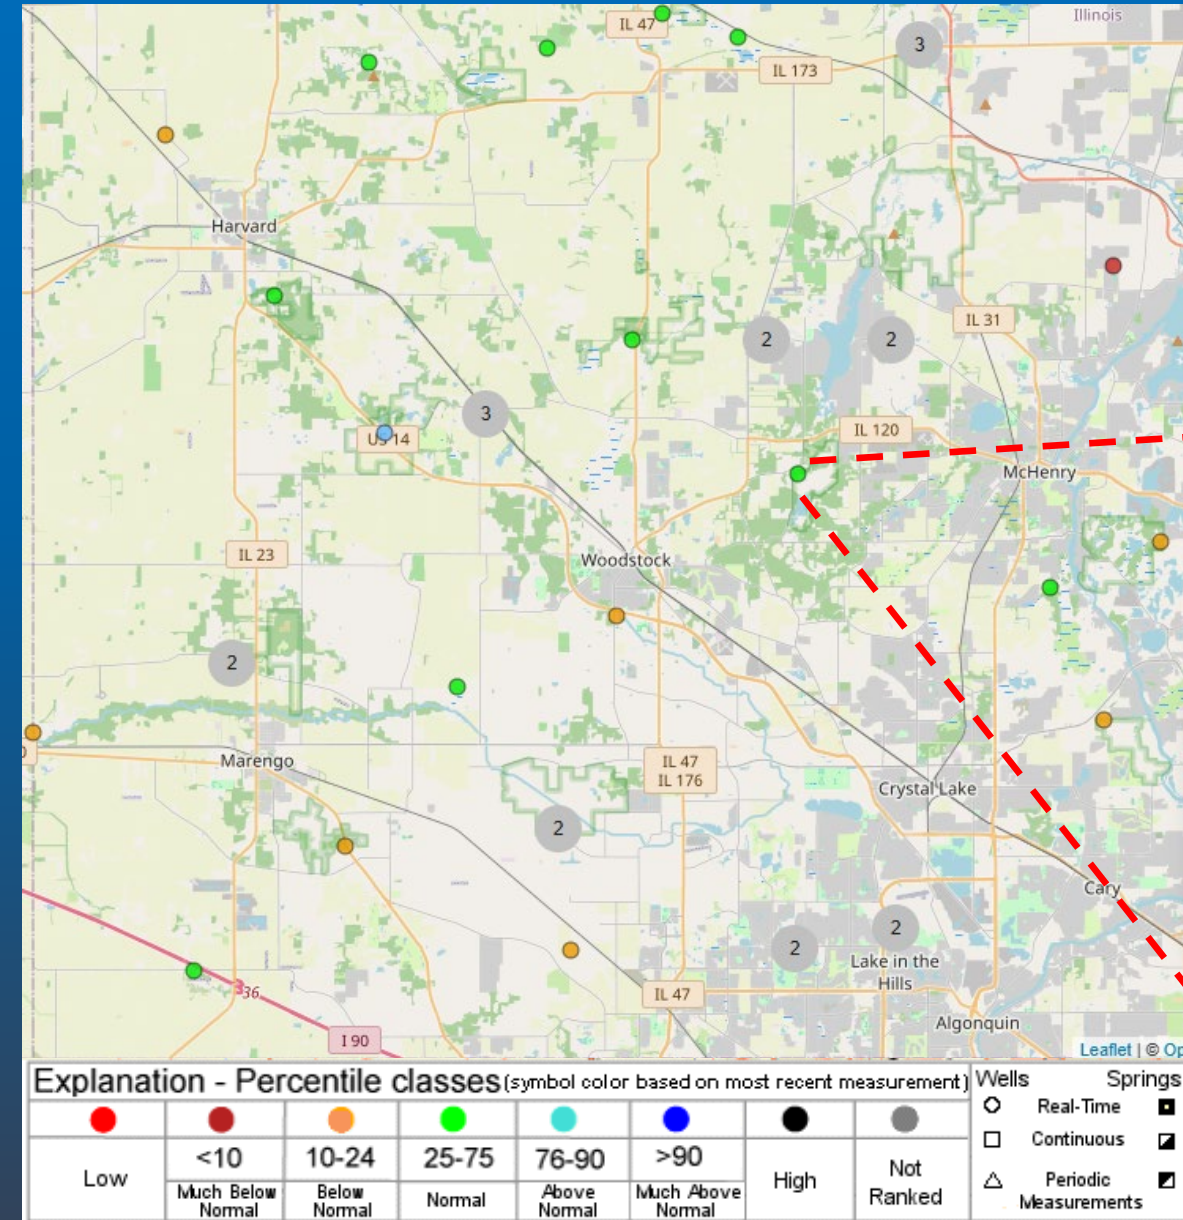 Illinois
IL 47
3
IL 173
Harvard
IL 31
2
2
3
US 14
IL 120
McHenry
IL 23
Woodstock
2
Marengo
IL 47
IL 176
Crystal Lake
2
Cary
2
2
Lake in the
Hills
36
IL 47
Algonquin
I 90
Leaflet | © Op
Explanation - Percentile classes (symbol color based on most recent measurement)
Low
<10
Much Below
Normal
10-24
Below
Normal
25-75
Normal
76-90
Above
Normal
>90
Much Above
Normal
High
Not
Ranked
Wells Springs
Real-Time
Continuous
Periodic
Measurements